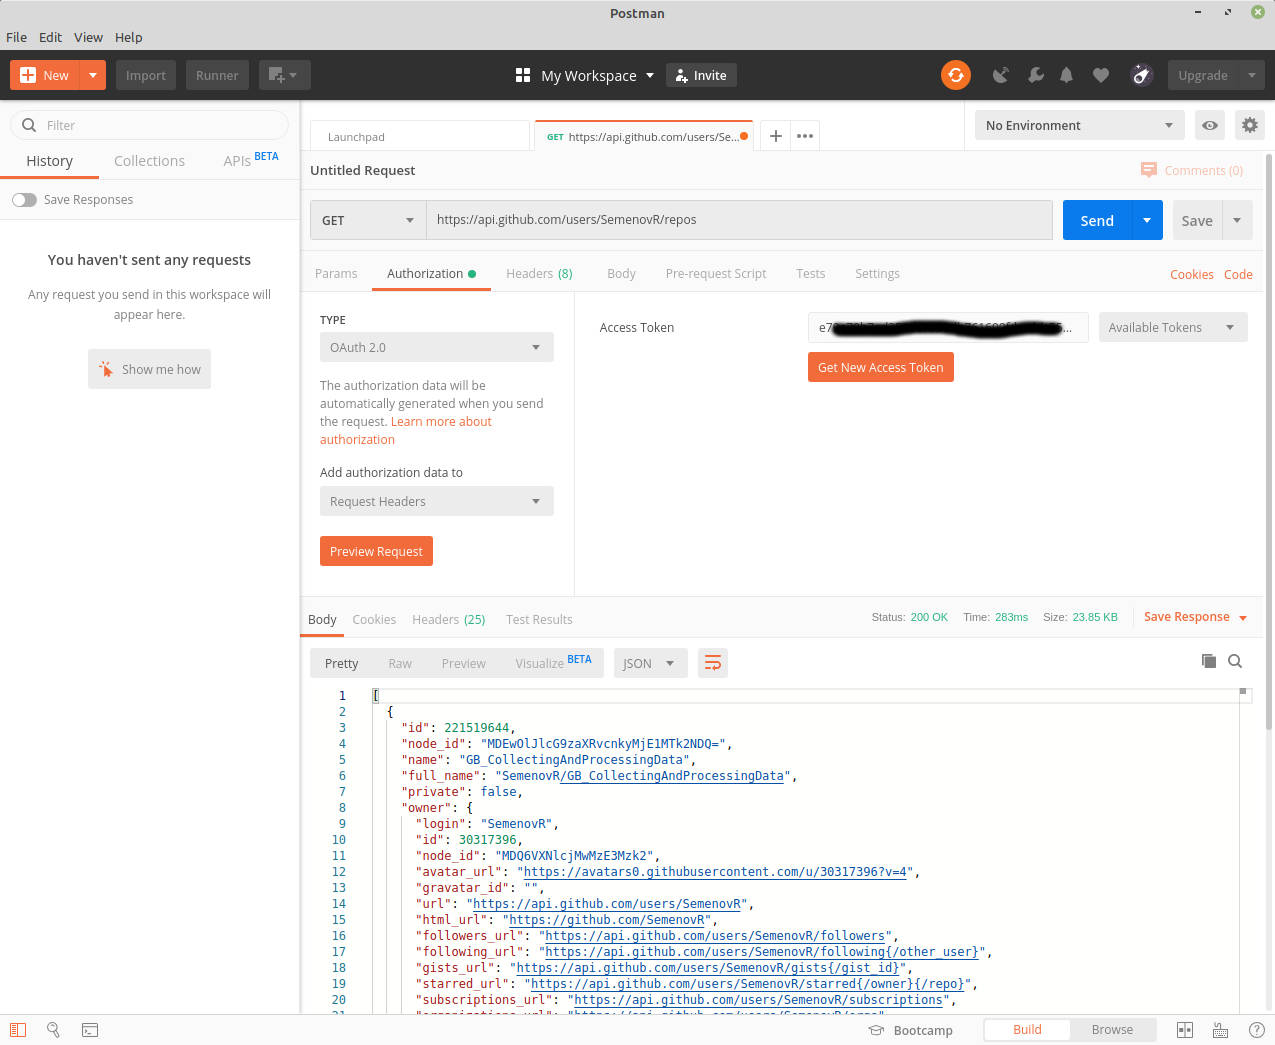 Postman
File Edit View Help
New Import Runner My Workspace Invite Upgrade
Filter
History Collections APIs BETA
Save Responses
You haven't sent any requests
Any request you send in this workspace will
appear here.
Show me how
Launchpad GET https://api.github.com/users/Se... No Environment
Untitled Request Comments (0)
GET https://api.github.com/users/SemenovR/repos Send Save
Params Authorization Headers (8) Body Pre-request Script Tests Settings Cookies Code
TYPE
OAuth 2.0
The authorization data will be
automatically generated when you send
the request. Learn more about
authorization
Add authorization data to
Request Headers
Preview Request
Access Token Available Tokens
Get New Access Token
Body Cookies Headers (25) Test Results Status: 200 OK Time: 283ms Size: 23.85 KB Save Response
Pretty Raw Preview Visualize BETA JSON
1 [
2 {
3 "id": 221519644,
4 "node_id": "MDEwOlJlcG9zaXRvcnkyMjE1MTk2NDQ=",
5 "name": "GB_CollectingAndProcessingData",
6 "full_name": "SemenovR/GB_CollectingAndProcessingData",
7 "private": false,
8 "owner": {
9 "login": "SemenovR",
10 "id": 30317396,
11 "node_id": "MDQ6VXNlcjMwMzE3Mzk2",
12 "avatar_url": "https://avatars0.githubusercontent.com/u/30317396?v=4",
13 "gravatar_id": "",
14 "url": "https://api.github.com/users/SemenovR",
15 "html_url": "https://github.com/SemenovR",
16 "followers_url": "https://api.github.com/users/SemenovR/followers",
17 "following_url": "https://api.github.com/users/SemenovR/following{/other_user}",
18 "gists_url": "https://api.github.com/users/SemenovR/gists{/gist_id}",
19 "starred_url": "https://api.github.com/users/SemenovR/starred{/owner}{/repo}",
20 "subscriptions_url": "https://api.github.com/users/SemenovR/subscriptions",
Bootcamp Build Browse